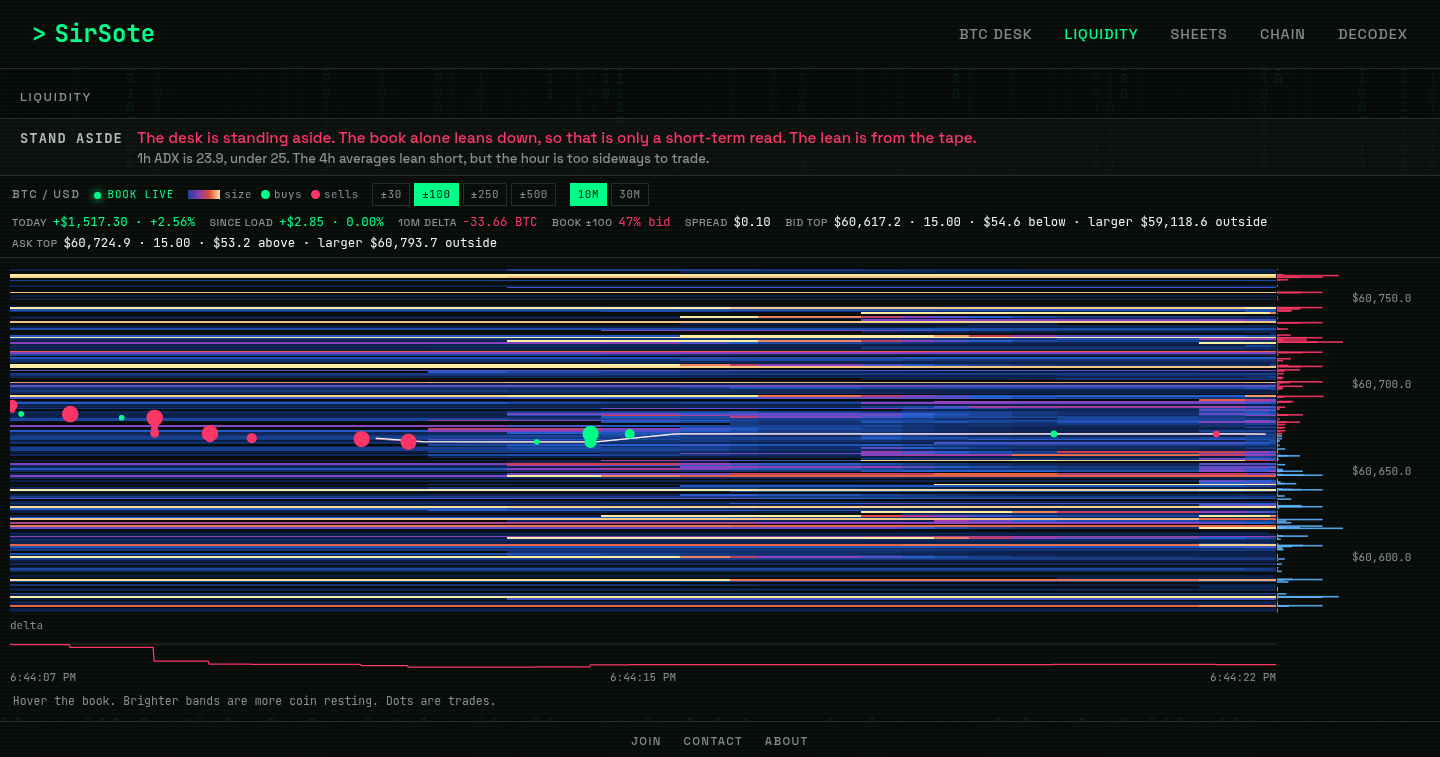 > SirSote
BTC DESK LIQUIDITY SHEETS CHAIN DECODEX
LIQUIDITY
STAND ASIDE The desk is standing aside. The book alone leans down, so that is only a short-term read. The lean is from the tape.
1h ADX is 23.9, under 25. The 4h averages lean short, but the hour is too sideways to trade.
BTC / USD BOOK LIVE size buys sells ±30 ±100 ±250 ±500 10M 30M
TODAY +$1,517.30 · +2.56% SINCE LOAD +$2.85 · 0.00% 10M DELTA -33.66 BTC BOOK ±100 47% bid SPREAD $0.10 BID TOP $60,617.2 · 15.00 · $54.6 below · larger $59,118.6 outside
ASK TOP $60,724.9 · 15.00 · $53.2 above · larger $60,793.7 outside
$60,750.0
$60,700.0
$60,650.0
$60,600.0
delta
6:44:07 PM 6:44:15 PM 6:44:22 PM
Hover the book. Brighter bands are more coin resting. Dots are trades.
JOIN CONTACT ABOUT